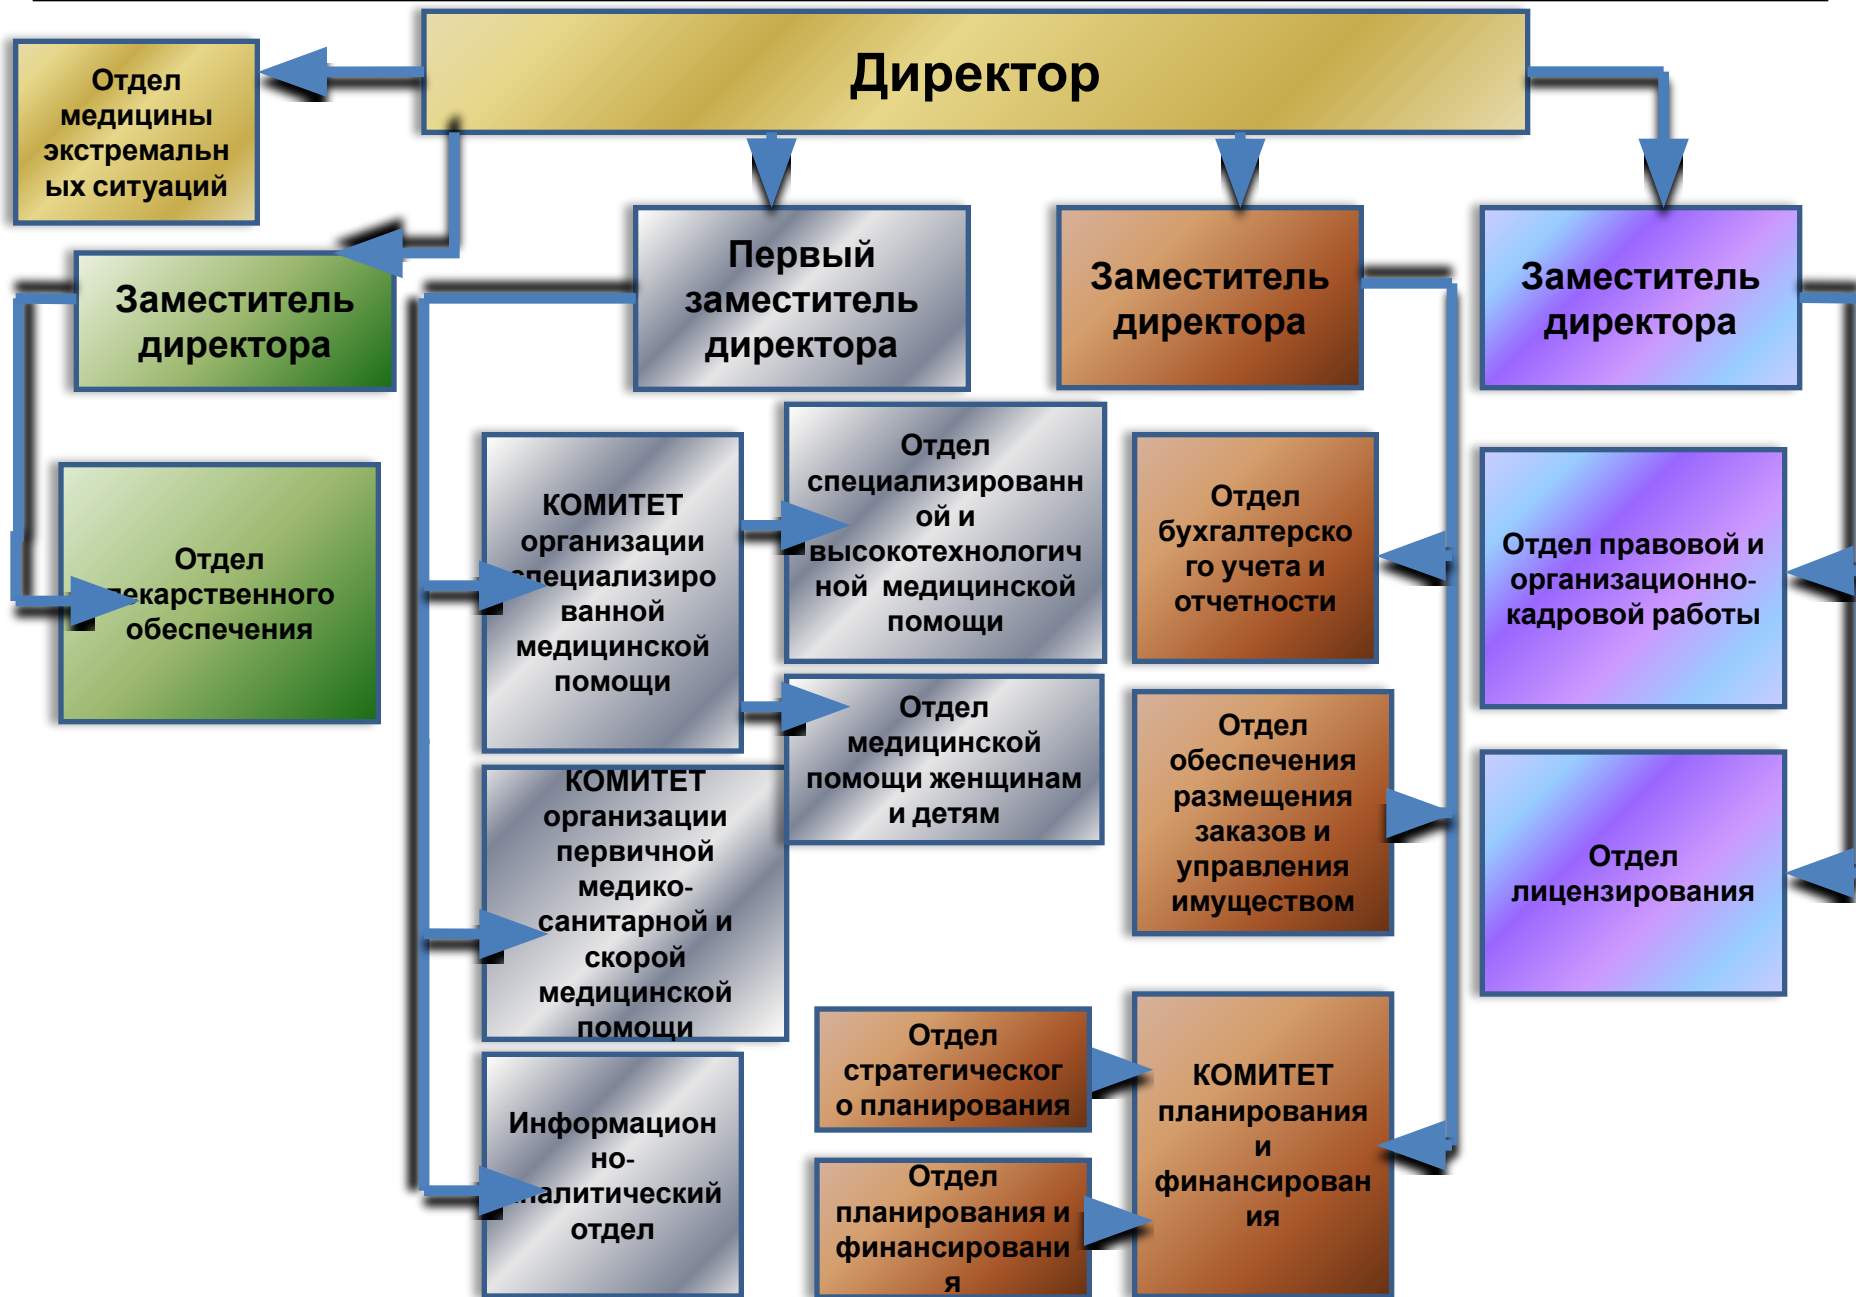 Директор
Отдел
медицины
экстремальн
ых ситуаций
Заместитель
директора
Первый
заместитель
директора
Заместитель
директора
Заместитель
директора
Отдел
лекарственного
обеспечения
КОМИТЕТ
организации
специализиро
ванной
медицинской
помощи
Отдел
специализированн
ой и
высокотехнологич
ной медицинской
помощи
Отдел
медицинской
помощи женщинам
и детям
КОМИТЕТ
организации
первичной
медико-
санитарной и
скорой
медицинской
помощи
Информацион
но-
аналитический
отдел
Отдел
бухгалтерско
го учета и
отчетности
Отдел
обеспечения
размещения
заказов и
управления
имуществом
Отдел
стратегическог
о планирования
Отдел
планирования и
финансировани
я
КОМИТЕТ
планирования
и
финансирован
ия
Отдел правовой и
организационно-
кадровой работы
Отдел
лицензирования